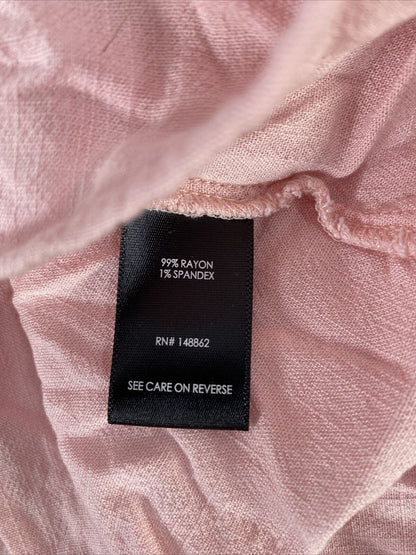 99% RAYON
1% SPANDEX
RN# 148862
SEE CARE ON REVERSE